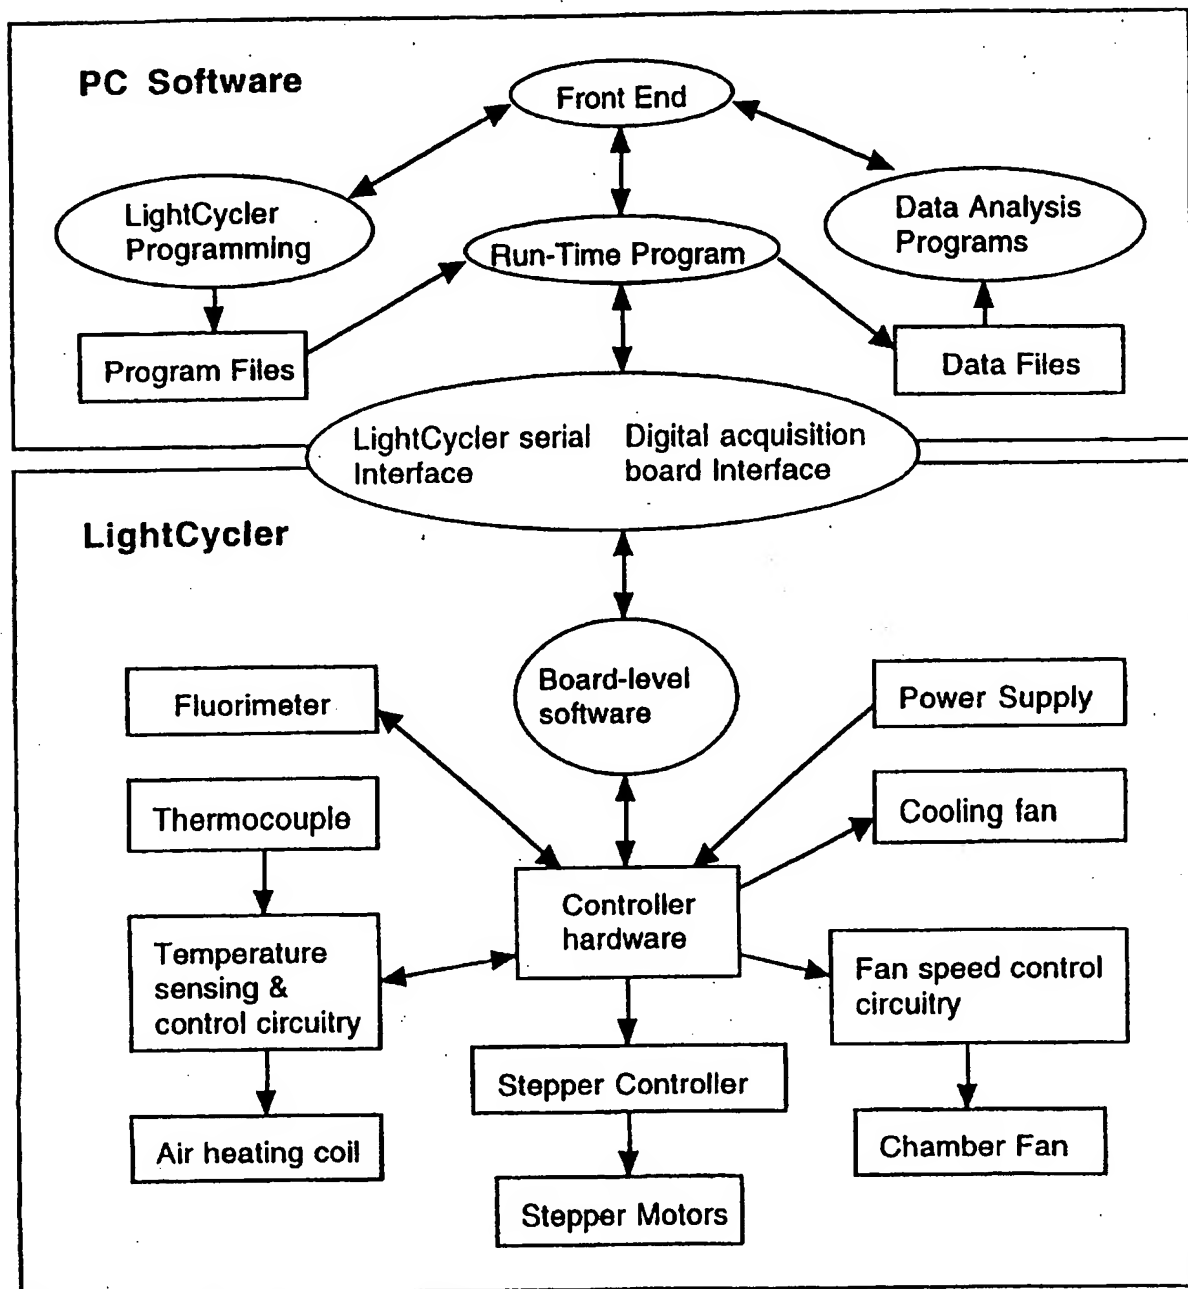 PC Software
Front End
LightCycler
Programming
Data Analysis
Programs
Run-Time Program
Program Files
Data Files
LightCycler serial
Interface
Digital acquisition
board Interface
LightCycler
Board-level
software
Fluorimeter
Power Supply
Thermocouple
Cooling fan
Controller
hardware
Temperature
sensing &
control circuitry
Fan speed control
circuitry
Stepper Controller
Air heating coil
Chamber Fan
Stepper Motors